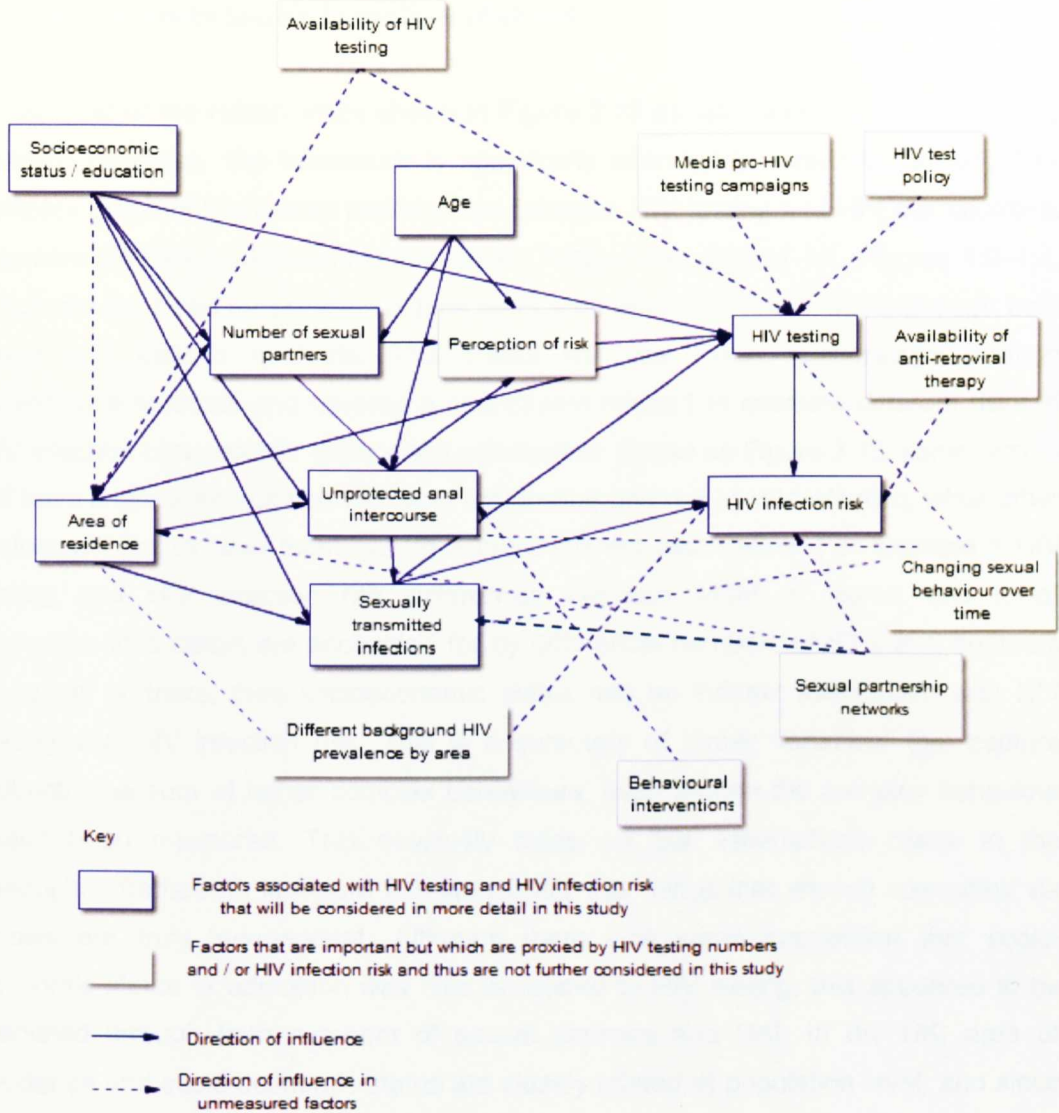 Availability of HIV
testing
Socioeconomic
status / education
Age
Media pro-HIV
testing campaigns
HIV test
policy
Number of sexual
partners
Perception of risk
HIV testing
Availability of
anti-retroviral
therapy
Area of
residence
Unprotected anal
intercourse
HIV infection risk
Sexually
transmitted
infections
Changing sexual
behaviour over
time
Sexual partnership
networks
Different background HIV
prevalence by area
Behavioural
interventions
Key
Factors associated with HIV testing and HIV infection risk
that will be considered in more detail in this study
Factors that are important but which are proxied by HIV testing numbers
and / or HIV infection risk and thus are not further considered in this study
Direction of influence
Direction of influence in
unmeasured factors